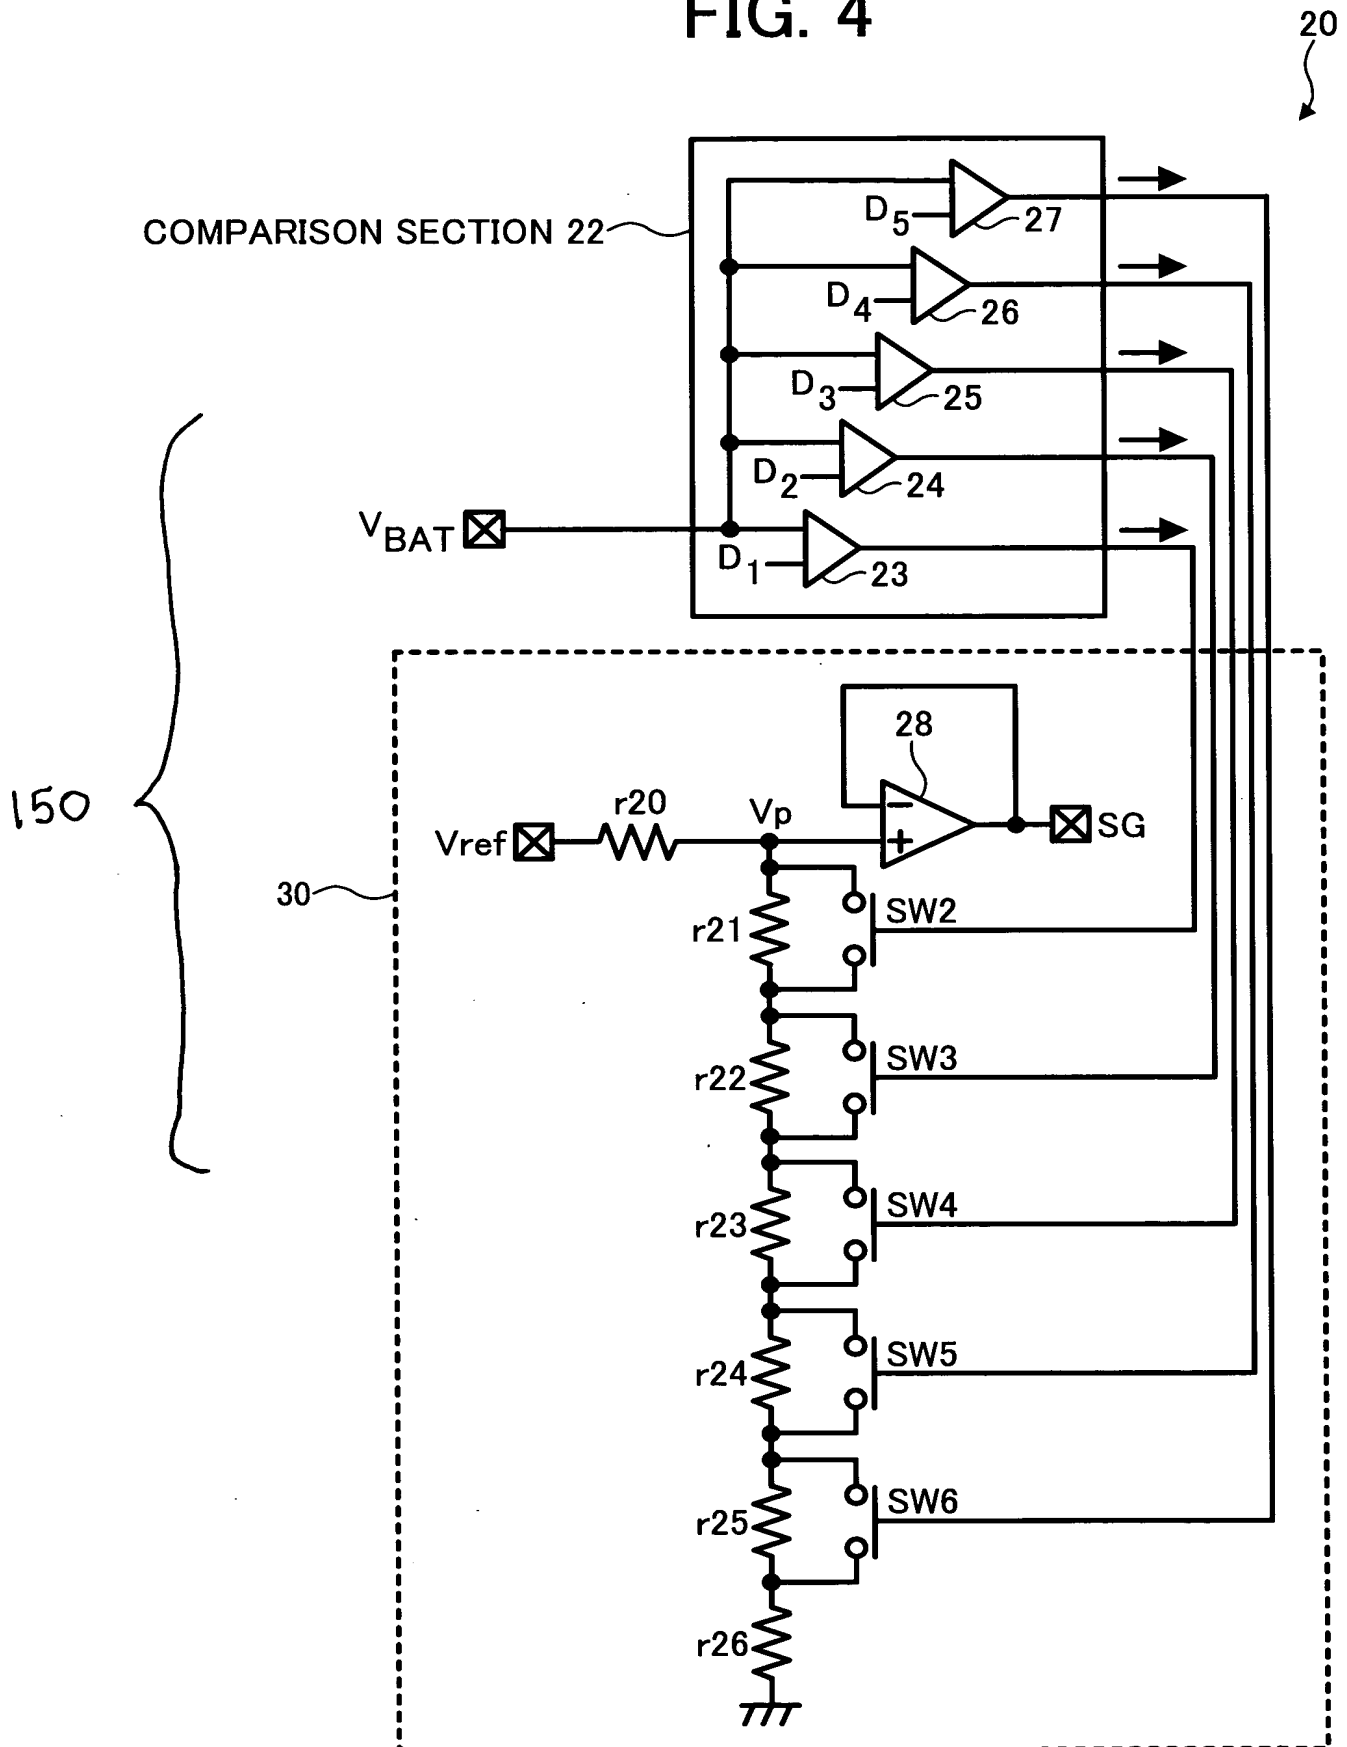 FIG. 4
20
COMPARISON SECTION 22
D5
27
D4
26
D3
25
D2
24
VBAT
D1
23
150
28
r20
Vp
Vref
−
+
SG
30
r21
SW2
r22
SW3
r23
SW4
r24
SW5
r25
SW6
r26